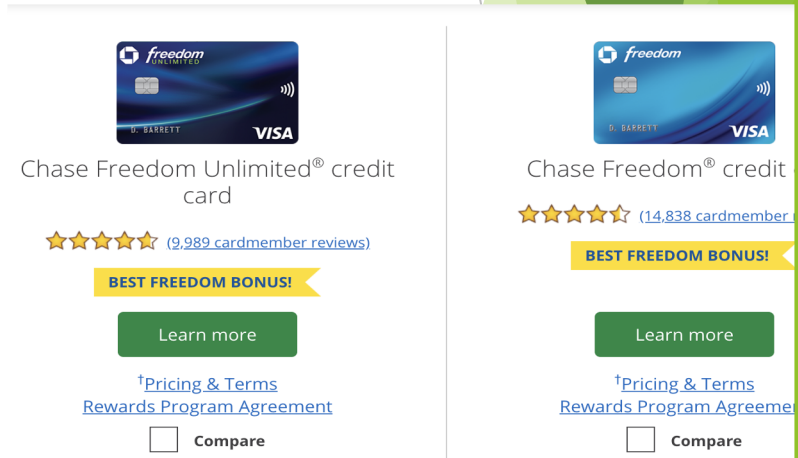 freedom
UNLIMITED
D. BARRETT
VISA
Chase Freedom Unlimited® credit
card
(9,989 cardmember reviews)
BEST FREEDOM BONUS!
Learn more
†Pricing & Terms
Rewards Program Agreement
Compare
freedom
D. BARRETT
VISA
Chase Freedom® credit
(14,838 cardmember
BEST FREEDOM BONUS!
Learn more
†Pricing & Terms
Rewards Program Agreemen
Compare